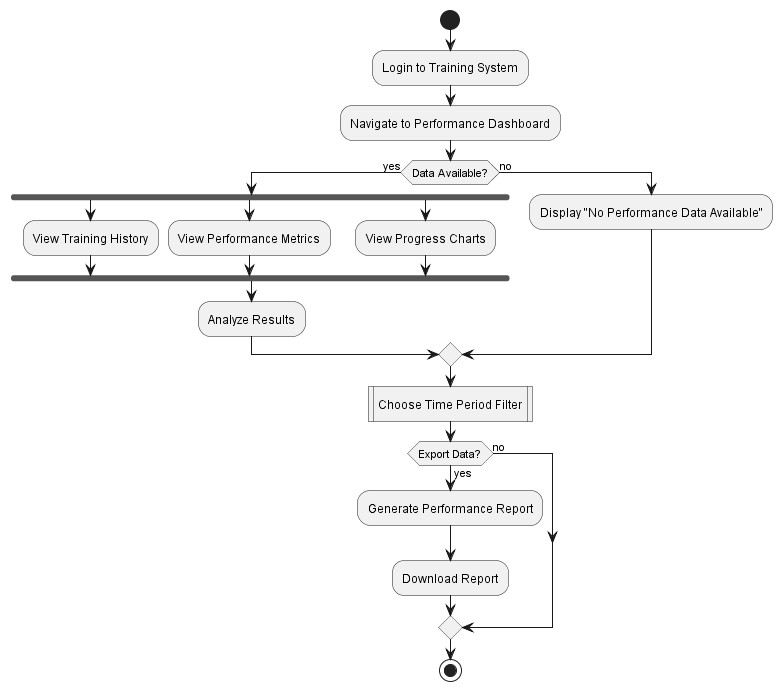 Login to Training System
Navigate to Performance Dashboard
yes
Data Available?
no
View Training History
View Performance Metrics
View Progress Charts
Display "No Performance Data Available"
Analyze Results
Choose Time Period Filter
Export Data?
no
yes
Generate Performance Report
Download Report